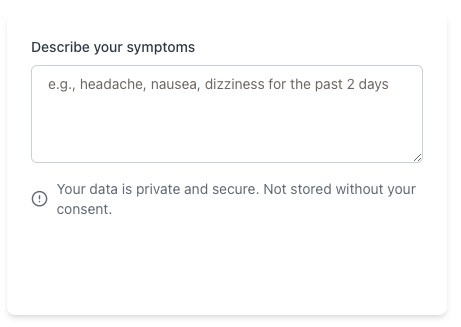 Describe your symptoms
e.g., headache, nausea, dizziness for the past 2 days
Your data is private and secure. Not stored without your
consent.